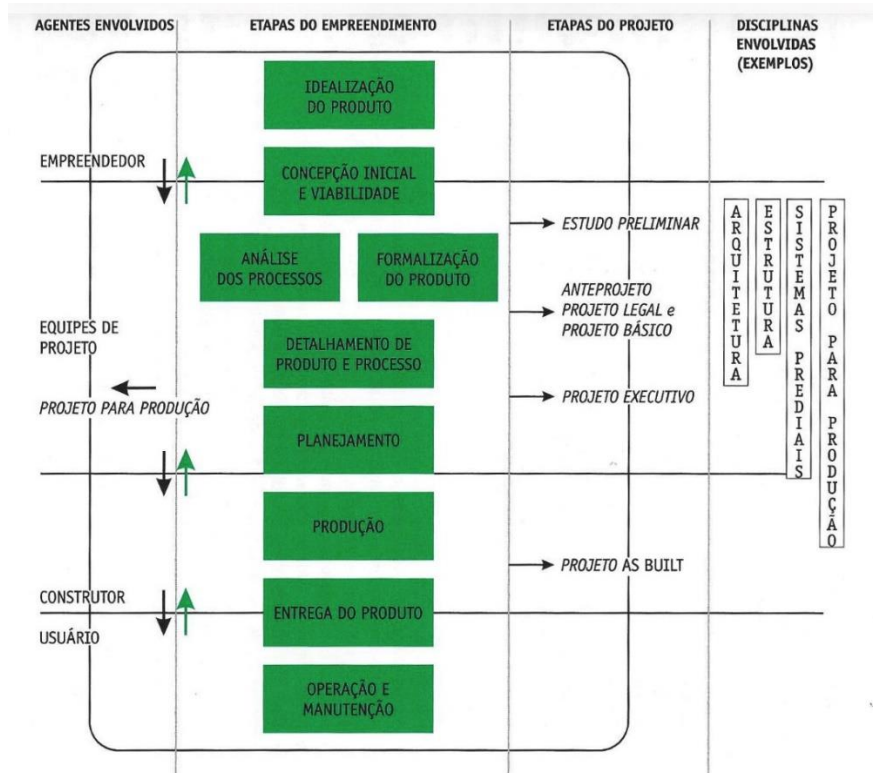 AGENTES ENVOLVIDOS
ETAPAS DO EMPREENDIMENTO
ETAPAS DO PROJETO
DISCIPLINAS
ENVOLVIDAS
(EXEMPLOS)
IDEALIZAÇÃO
DO PRODUTO
EMPREENDEDOR
CONCEPÇÃO INICIAL
E VIABILIDADE
ESTUDO PRELIMINAR
ANÁLISE
DOS PROCESSOS
FORMALIZAÇÃO
DO PRODUTO
ANTEPROJETO
PROJETO LEGAL e
PROJETO BÁSICO
EQUIPES DE
PROJETO
DETALHAMENTO DE
PRODUTO E PROCESSO
PROJETO PARA PRODUÇÃO
PROJETO EXECUTIVO
PLANEJAMENTO
PRODUÇÃO
PROJETO AS BUILT
CONSTRUTOR
USUÁRIO
ENTREGA DO PRODUTO
OPERAÇÃO E
MANUTENÇÃO
ARQUITETURA
ESTRUTURA
SISTEMAS PREDIAIS
PROJETO PARA PRODUÇÃO